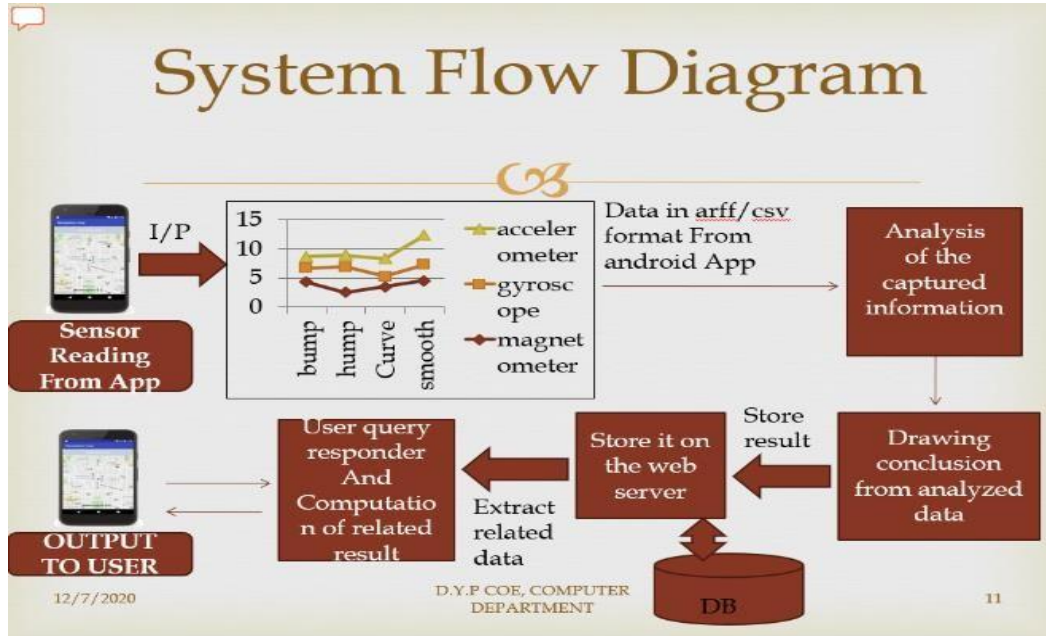 System Flow Diagram
I/P
Sensor
Reading
From App
15
10
5
0
bump
hump
Curve
smooth
acceler
ometer
gyrosc
ope
magnet
ometer
Data in arff/csv
format From
android App
Analysis
of the
captured
information
Drawing
conclusion
from analyzed
data
Store
result
Store it on
the web
server
DB
Extract
related
data
User query
responder
And
Computatio
n of related
result
OUTPUT
TO USER
12/7/2020
D.Y.P COE, COMPUTER
DEPARTMENT
11